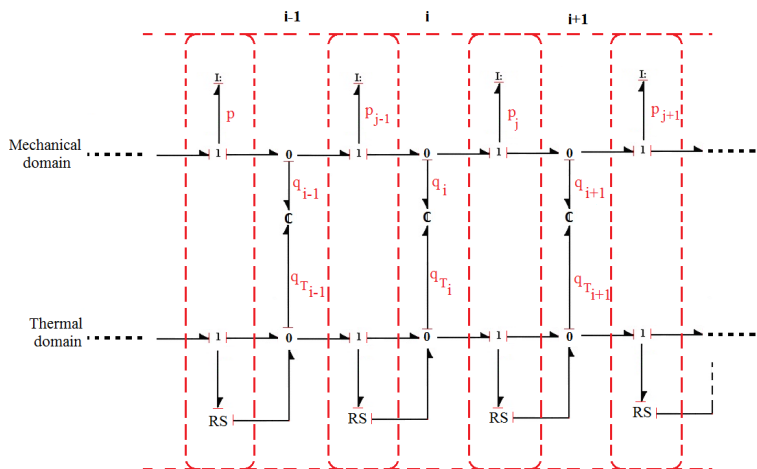 i-1 i i+1
I: I: I: I:
p p j-1 p j p j+1
Mechanical
domain
1 0 1 0 1 0 1
q i-1 q i q i+1
C C C
q T i-1 q T i q T i+1
Thermal
domain
1 0 1 0 1 0 1
RS RS RS RS